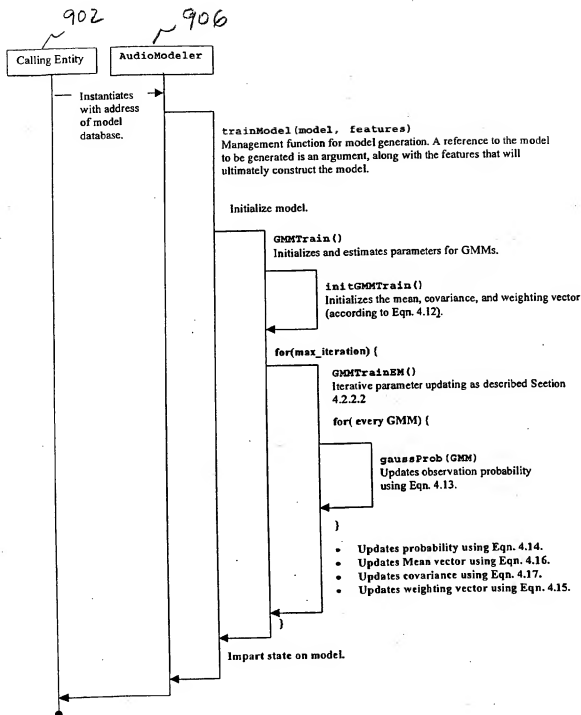 902
906
Calling Entity
AudioModeler
Instantiates
with address
of model
database.
trainModel(model, features)
Management function for model generation. A reference to the model
to be generated is an argument, along with the features that will
ultimately construct the model.
Initialize model.
GMMTrain()
Initializes and estimates parameters for GMMs.
initGMMTrain()
Initializes the mean, covariance, and weighting vector
(according to Eqn. 4.12).
for(max_iteration) {
GMMTrainEM()
Iterative parameter updating as described Section
4.2.2.2
for( every GMM) {
gaussProb(GMM)
Updates observation probability
using Eqn. 4.13.
}
• Updates probability using Eqn. 4.14.
• Updates Mean vector using Eqn. 4.16.
• Updates covariance using Eqn. 4.17.
• Updates weighting vector using Eqn. 4.15.
}
Impart state on model.